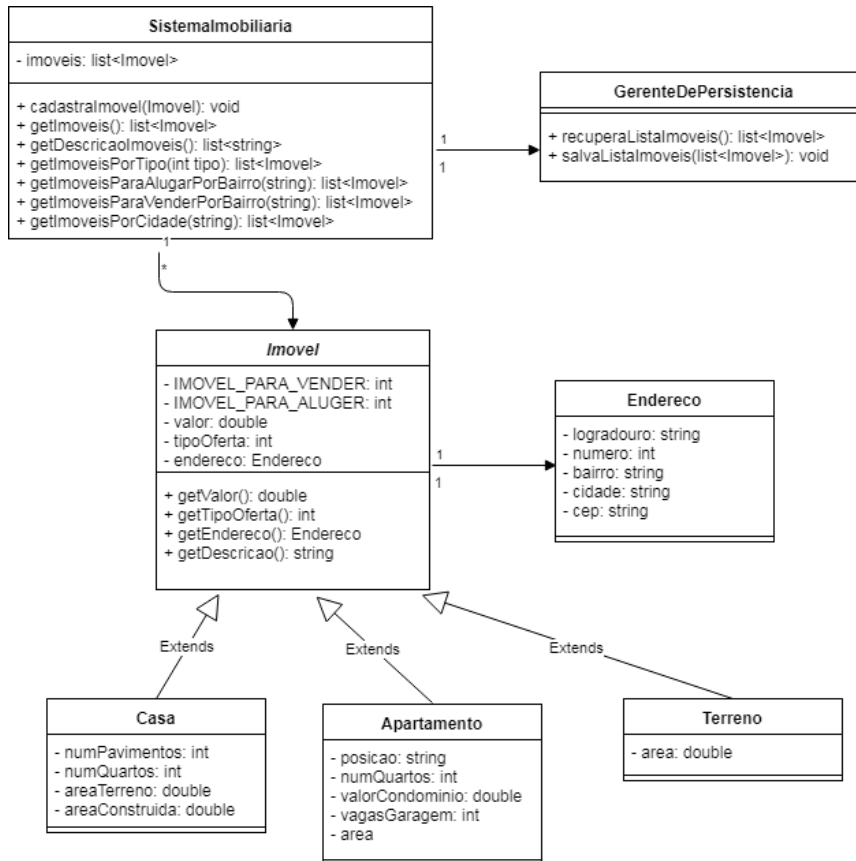 SistemaImobiliaria
- imoveis: list<Imovel>
+ cadastraImovel(Imovel): void
+ getImoveis(): list<Imovel>
+ getDescricaoImoveis(): list<string>
+ getImoveisPorTipo(int tipo): list<Imovel>
+ getImoveisParaAlugarPorBairro(string): list<Imovel>
+ getImoveisParaVenderPorBairro(string): list<Imovel>
+ getImoveisPorCidade(string): list<Imovel>
1
1
GerenteDePersistencia
+ recuperaListaImoveis(): list<Imovel>
+ salvaListaImoveis(list<Imovel>): void
1
*
Imovel
- IMOVEL_PARA_VENDER: int
- IMOVEL_PARA_ALUGER: int
- valor: double
- tipoOferta: int
- endereco: Endereco
+ getValor(): double
+ getTipoOferta(): int
+ getEndereco(): Endereco
+ getDescricao(): string
1
1
Endereco
- logradouro: string
- numero: int
- bairro: string
- cidade: string
- cep: string
Extends
Extends
Extends
Casa
- numPavimentos: int
- numQuartos: int
- areaTerreno: double
- areaConstruida: double
Apartamento
- posicao: string
- numQuartos: int
- valorCondominio: double
- vagasGaragem: int
- area
Terreno
- area: double